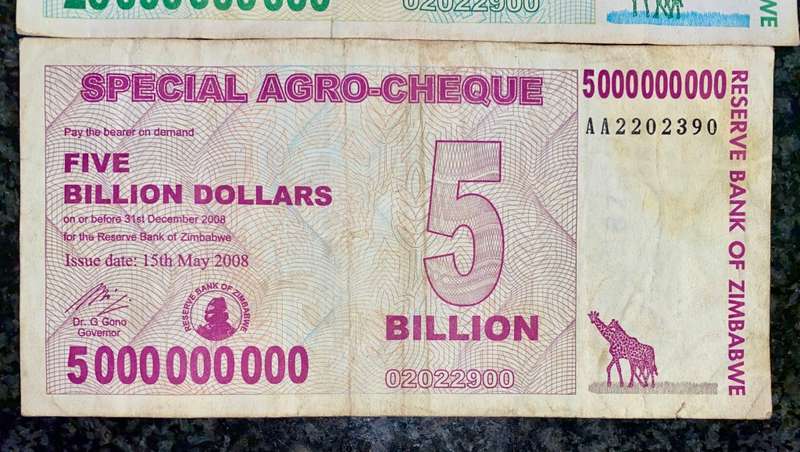 02022900
SPECIAL AGRO-CHEQUE
5000000000
AA2202390
Pay the bearer on demand
FIVE
BILLION DOLLARS
on or before 31st December 2008
for the Reserve Bank of Zimbabwe
Issue date: 15th May 2008
5
BILLION
RESERVE BANK OF ZIMBABWE
Dr. G Gono
Governor
RESERVE BANK OF ZIMBABWE
5000000000
02022900